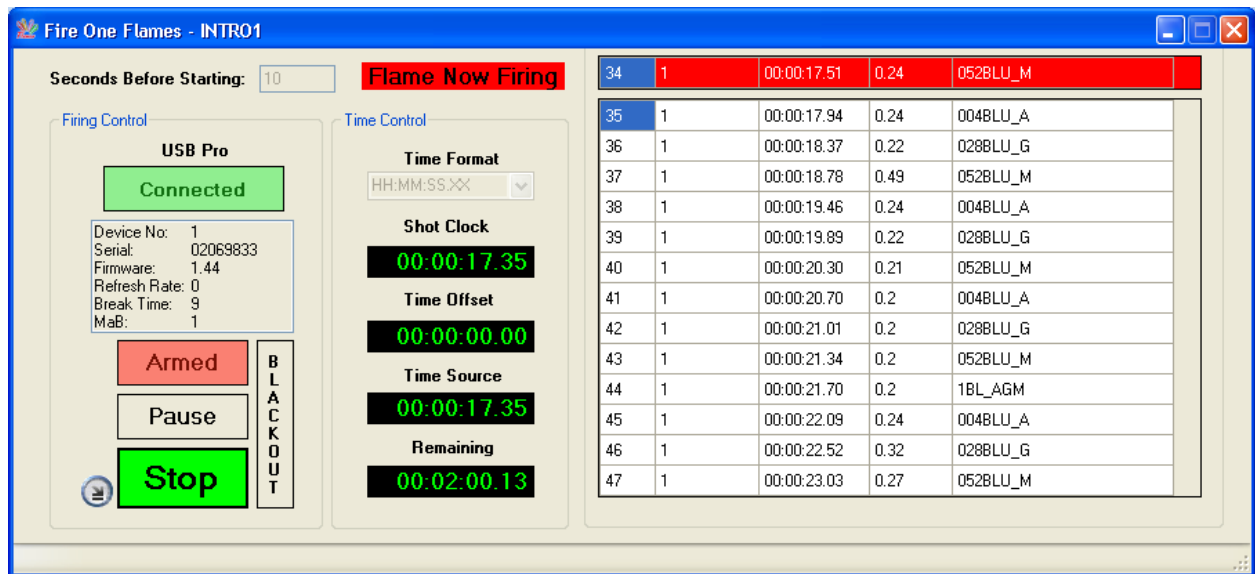 Fire One Flames - INTRO1
Seconds Before Starting: 10
Flame Now Firing
Firing Control
USB Pro
Connected
Device No: 1
Serial: 02069833
Firmware: 1.44
Refresh Rate: 0
Break Time: 9
MaB: 1
Armed
Pause
Stop
BLACKOUT
Time Control
Time Format
HH:MM:SS.XX
Shot Clock
00:00:17.35
Time Offset
00:00:00.00
Time Source
00:00:17.35
Remaining
00:02:00.13
34 1 00:00:17.51 0.24 052BLU_M
35 1 00:00:17.94 0.24 004BLU_A
36 1 00:00:18.37 0.22 028BLU_G
37 1 00:00:18.78 0.49 052BLU_M
38 1 00:00:19.46 0.24 004BLU_A
39 1 00:00:19.89 0.22 028BLU_G
40 1 00:00:20.30 0.21 052BLU_M
41 1 00:00:20.70 0.2 004BLU_A
42 1 00:00:21.01 0.2 028BLU_G
43 1 00:00:21.34 0.2 052BLU_M
44 1 00:00:21.70 0.2 1BL_AGM
45 1 00:00:22.09 0.24 004BLU_A
46 1 00:00:22.52 0.32 028BLU_G
47 1 00:00:23.03 0.27 052BLU_M